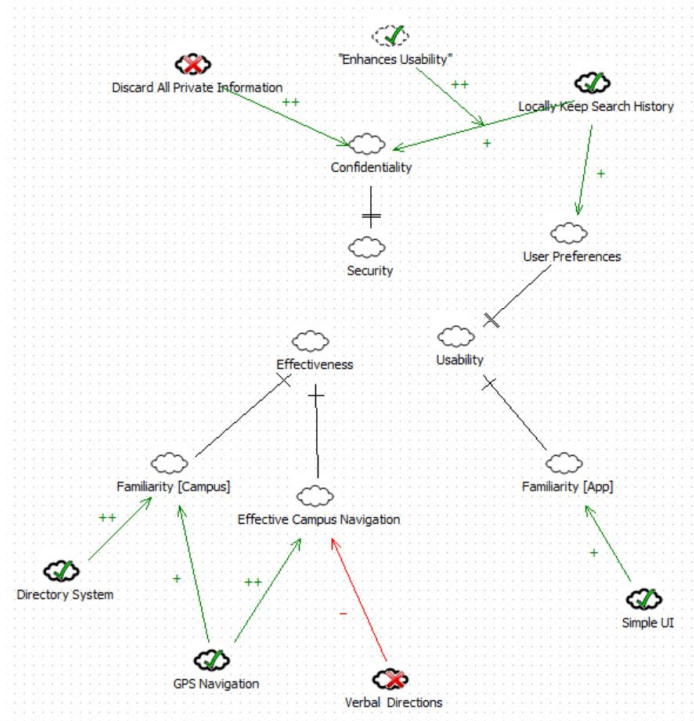 "Enhances Usability"
Discard All Private Information
++
++
Locally Keep Search History
+
Confidentiality
+
User Preferences
Security
Effectiveness
Usability
Familiarity [Campus]
Familiarity [App]
Effective Campus Navigation
++
+
++
+
Directory System
–
Simple UI
GPS Navigation
Verbal Directions